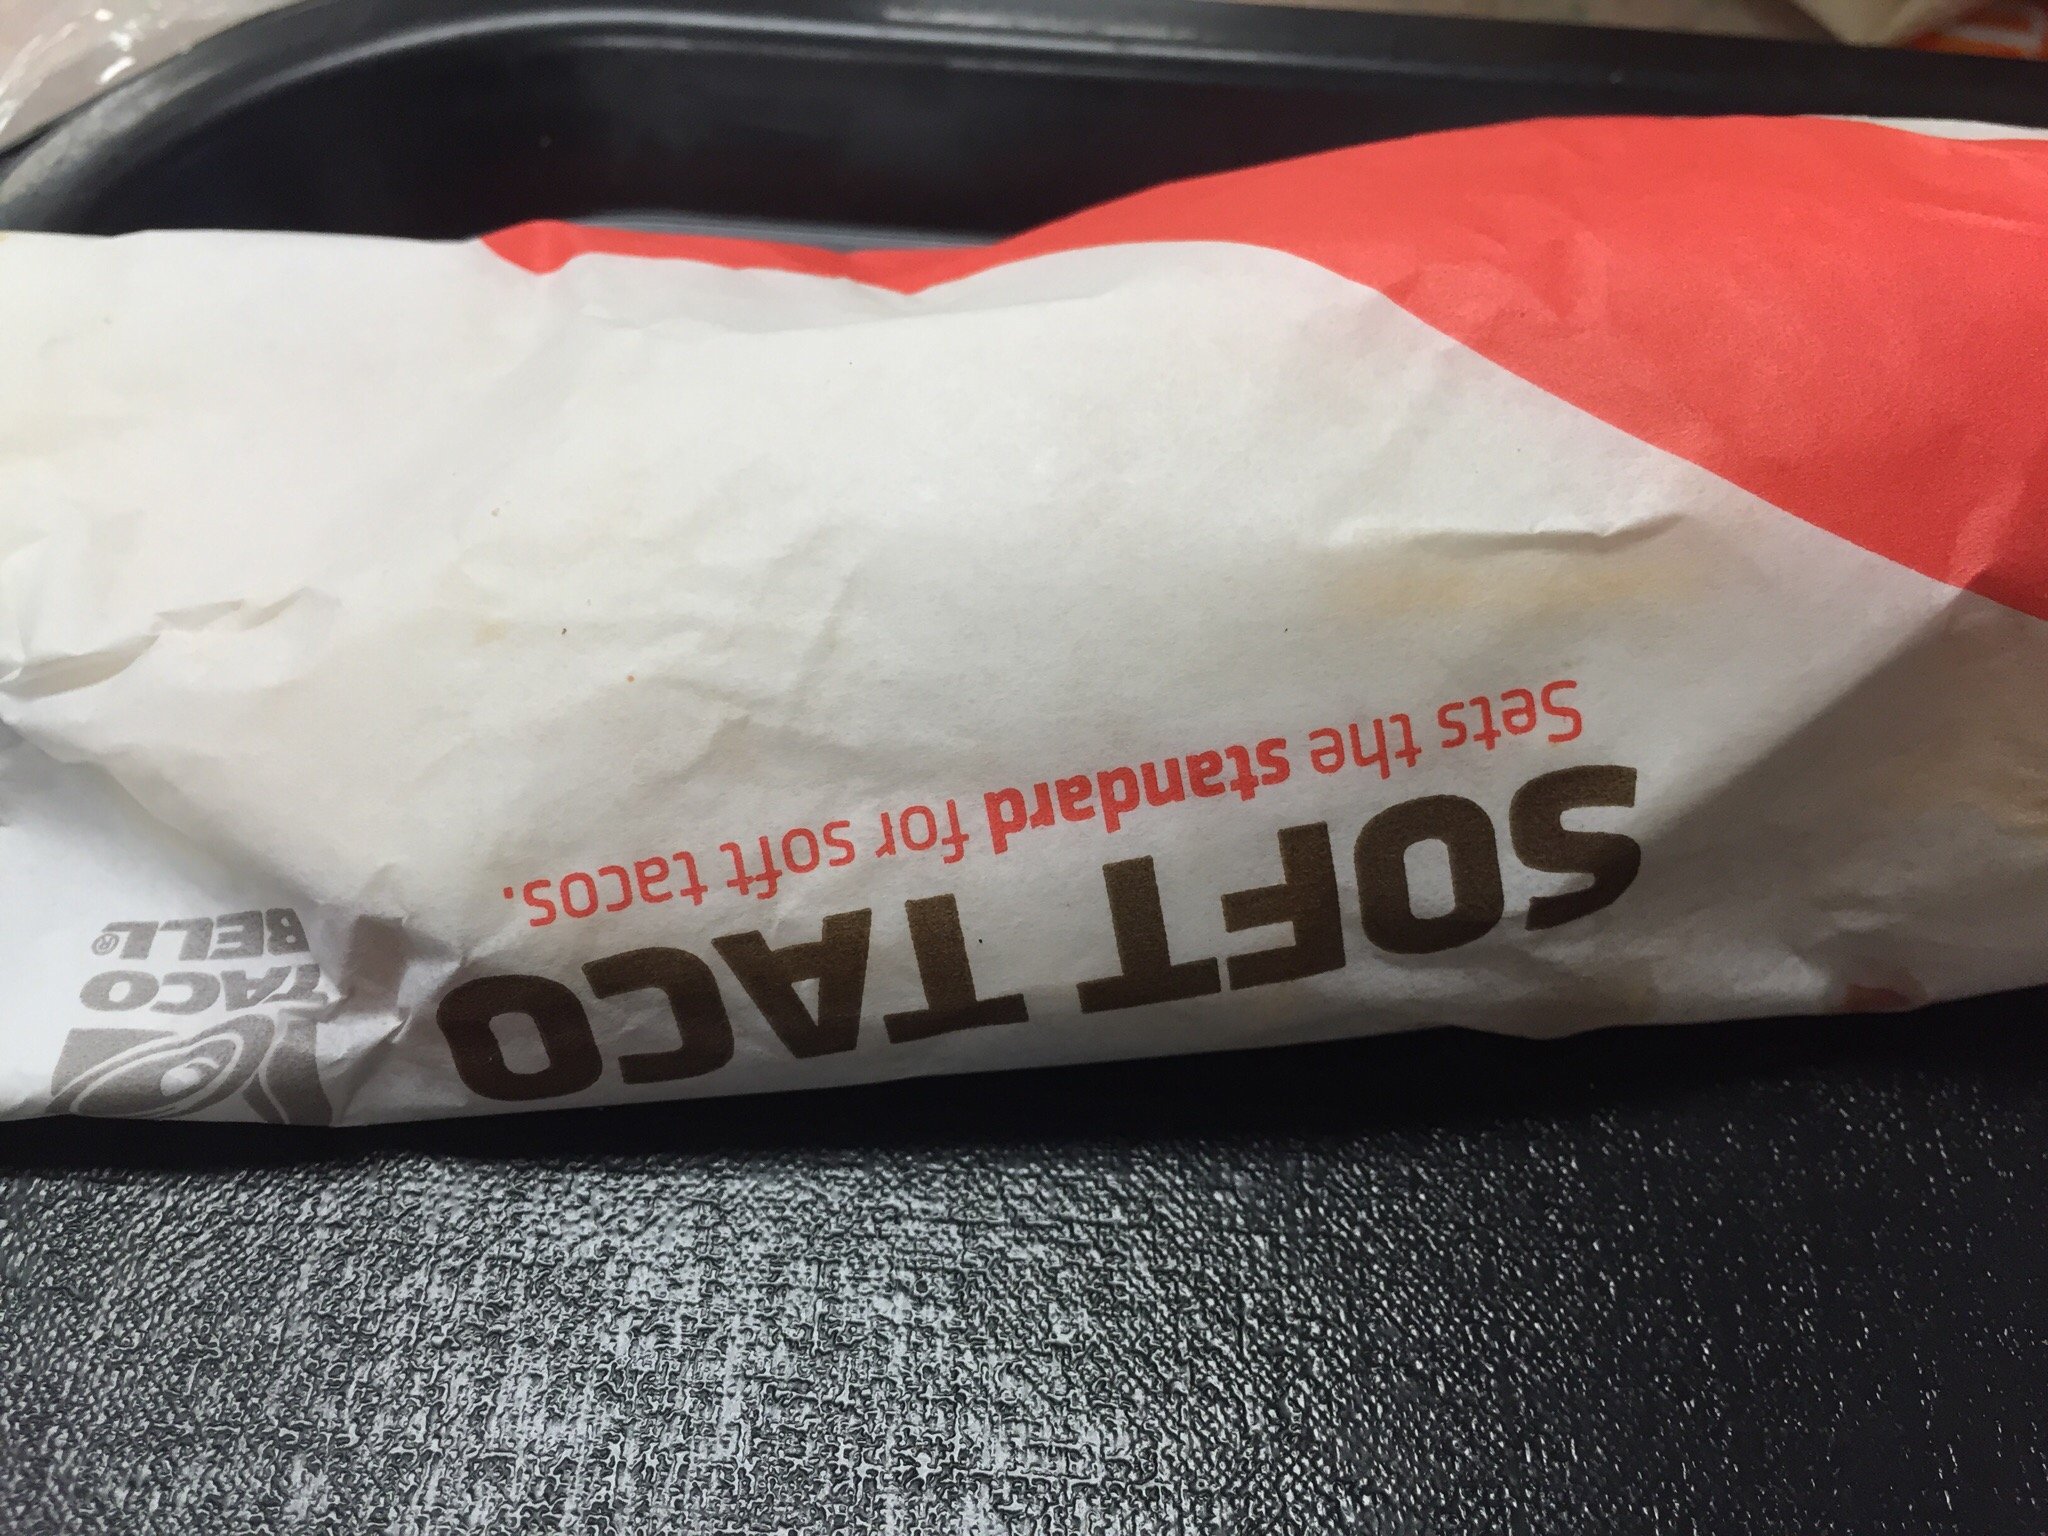 SOFT TACO
Sets the standard for soft tacos.
TACO
BELL®